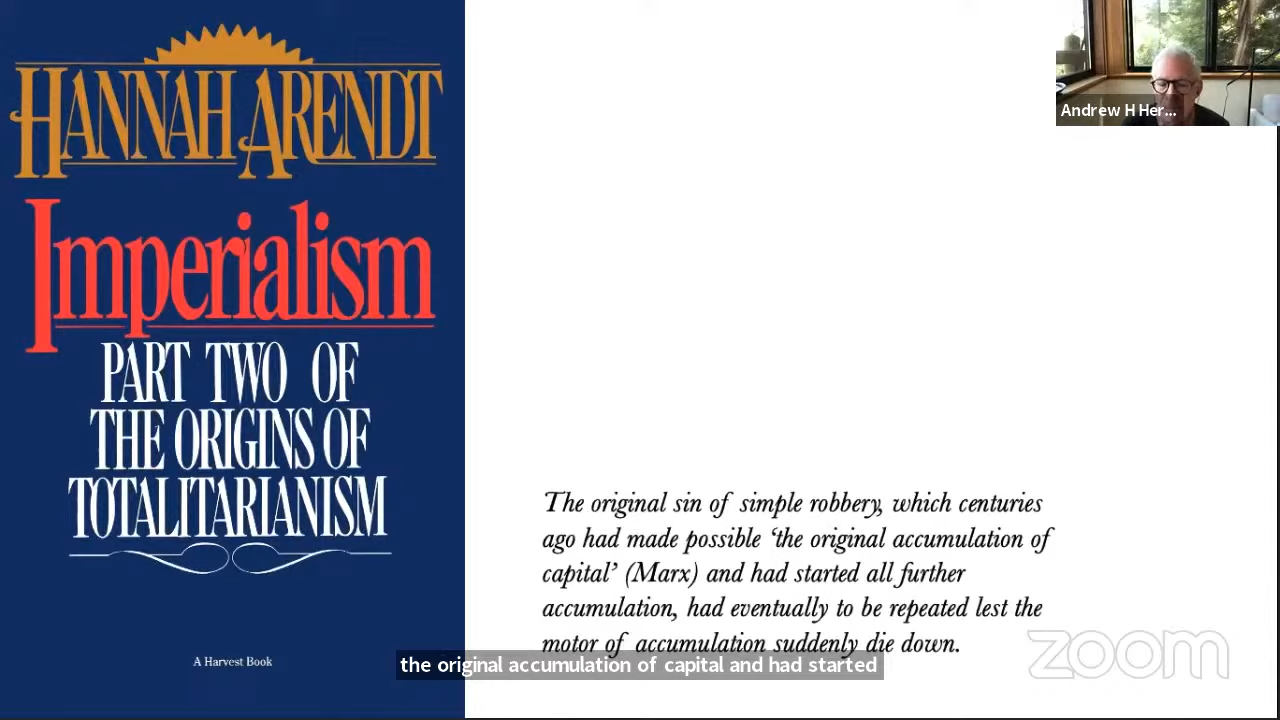 HANNAH ARENDT
Imperialism
PART TWO OF
THE ORIGINS OF
TOTALITARIANISM
A Harvest Book
Andrew H Her...
The original sin of simple robbery, which centuries
ago had made possible ‘the original accumulation of
capital’ (Marx) and had started all further
accumulation, had eventually to be repeated lest the
motor of accumulation suddenly die down.
the original accumulation of capital and had started
zoom